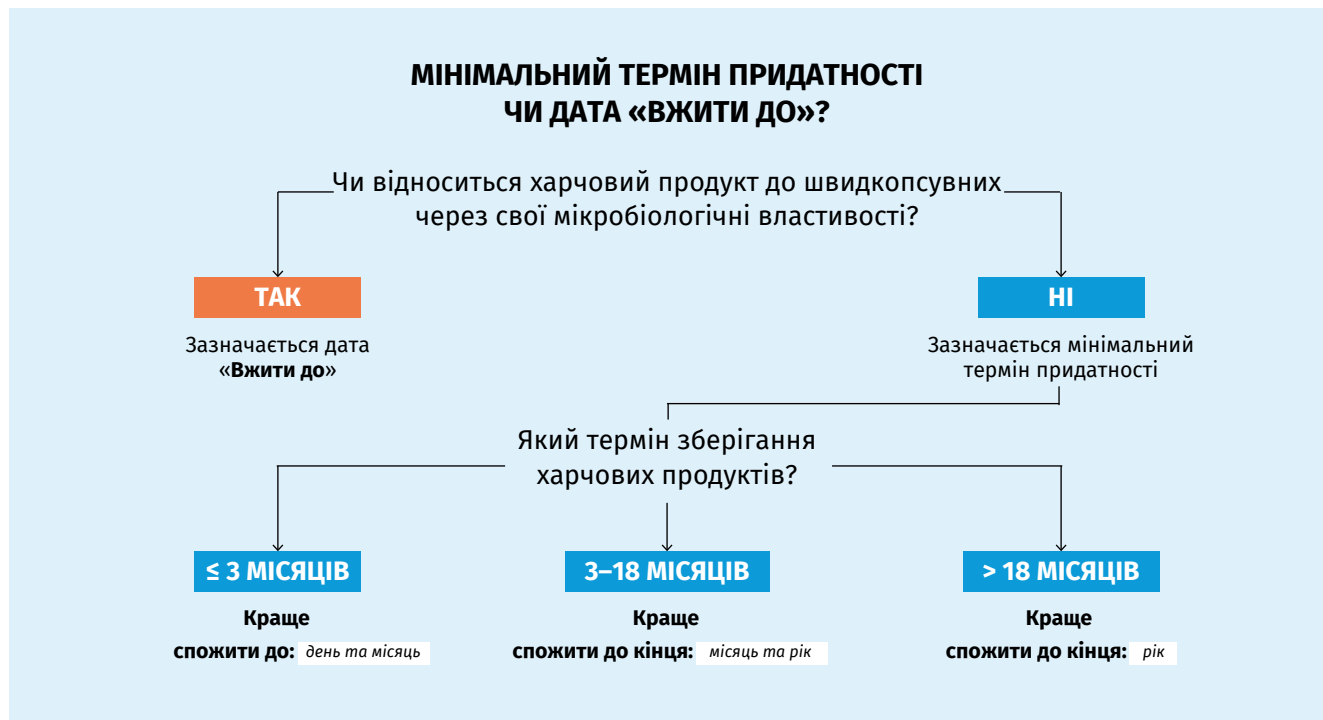 МІНІМАЛЬНИЙ ТЕРМІН ПРИДАТНОСТІ
ЧИ ДАТА «ВЖИТИ ДО»?
Чи відноситься харчовий продукт до швидкопсувних
через свої мікробіологічні властивості?
ТАК
Зазначається дата
«Вжити до»
НІ
Зазначається мінімальний
термін придатності
Який термін зберігання
харчових продуктів?
≤ 3 МІСЯЦІВ
Краще
спожити до: день та місяць
3–18 МІСЯЦІВ
Краще
спожити до кінця: місяць та рік
> 18 МІСЯЦІВ
Краще
спожити до кінця: рік